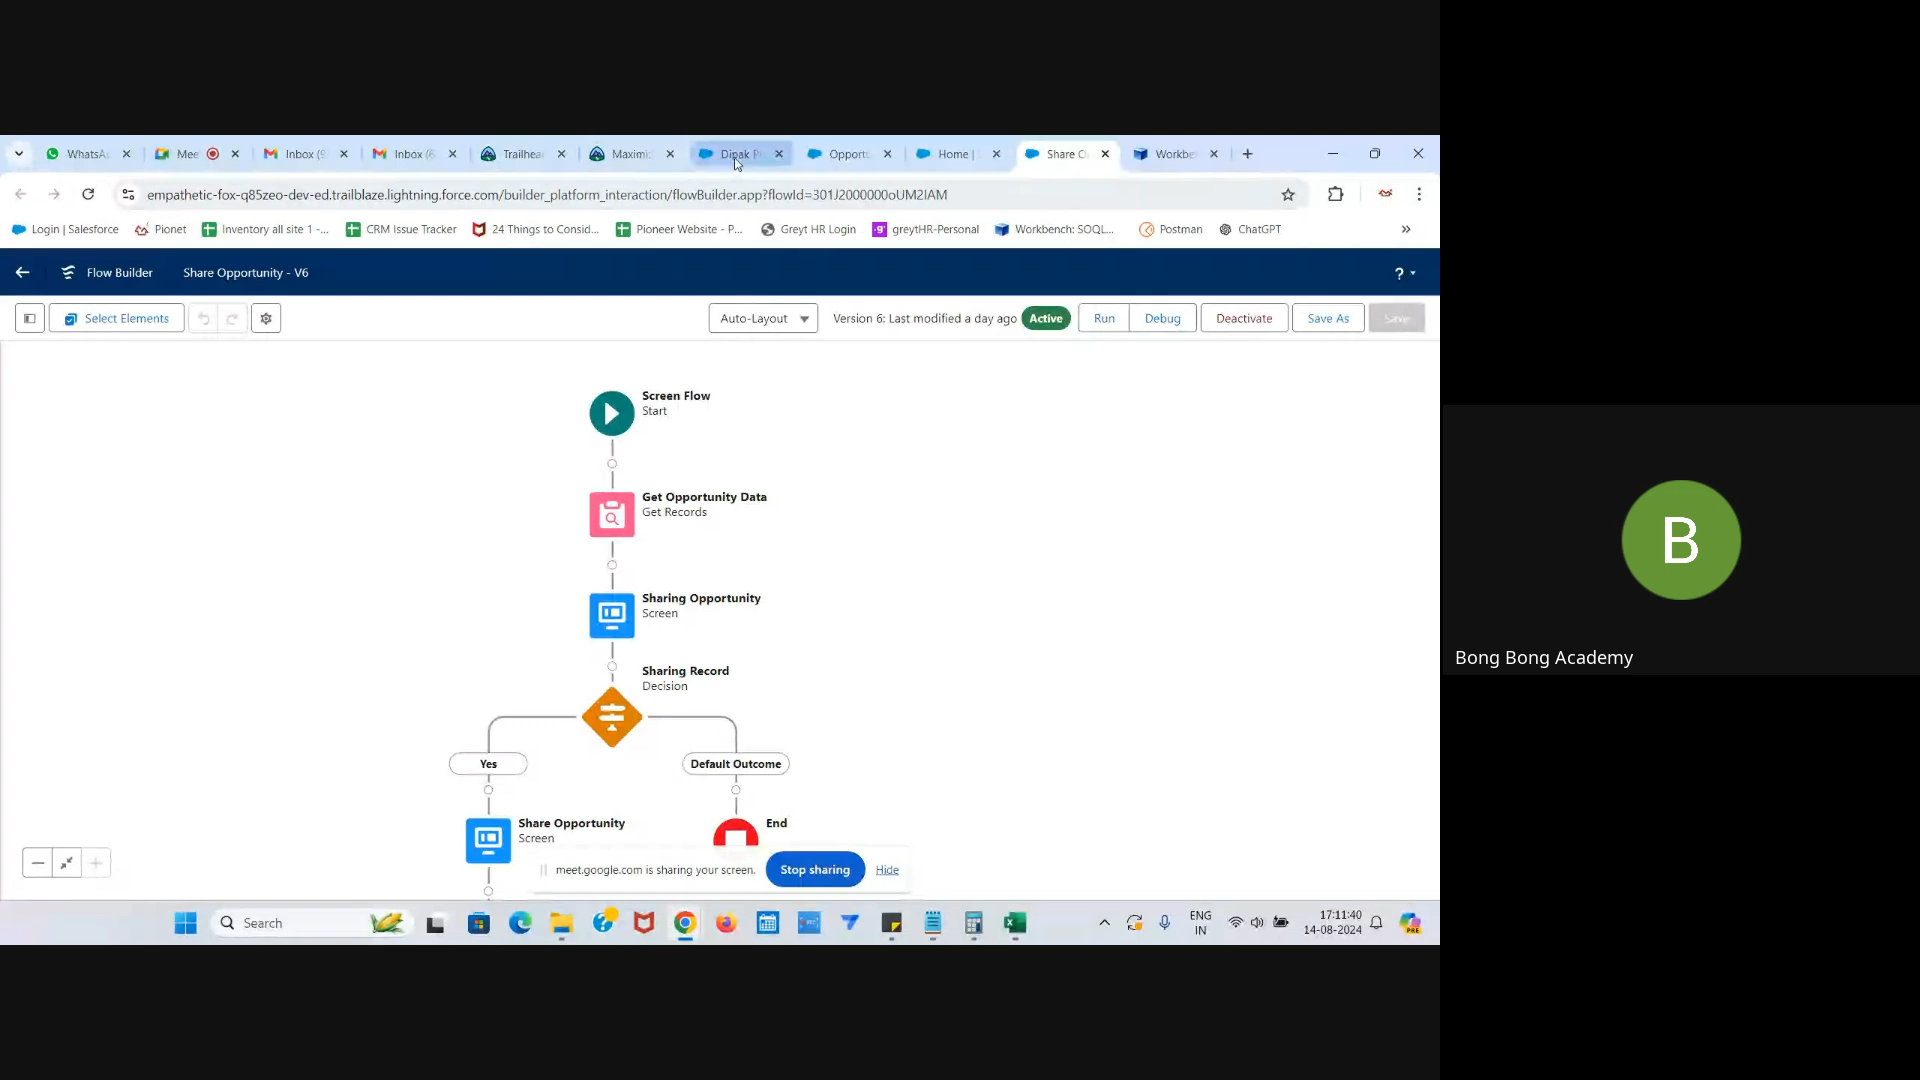 WhatsA
Mee
Inbox (9
Inbox (6
Trailhea
Maximi
Dipak P
Opport
Home |
Share O
Workbe
empathetic-fox-q85zeo-dev-ed.trailblaze.lightning.force.com/builder_platform_interaction/flowBuilder.app?flowId=301J2000000oUM2IAM
Login | Salesforce
Pionet
Inventory all site 1 -...
CRM Issue Tracker
24 Things to Consid...
Pioneer Website - P...
Greyt HR Login
greytHR-Personal
Workbench: SOQL...
Postman
ChatGPT
Flow Builder
Share Opportunity - V6
?
Select Elements
Auto-Layout
Version 6: Last modified a day ago
Active
Run
Debug
Deactivate
Save As
Save
Screen Flow
Start
Get Opportunity Data
Get Records
Sharing Opportunity
Screen
Sharing Record
Decision
Yes
Default Outcome
Share Opportunity
Screen
End
meet.google.com is sharing your screen.
Stop sharing
Hide
B
Bong Bong Academy
Search
ENG
IN
17:11:40
14-08-2024
PRE